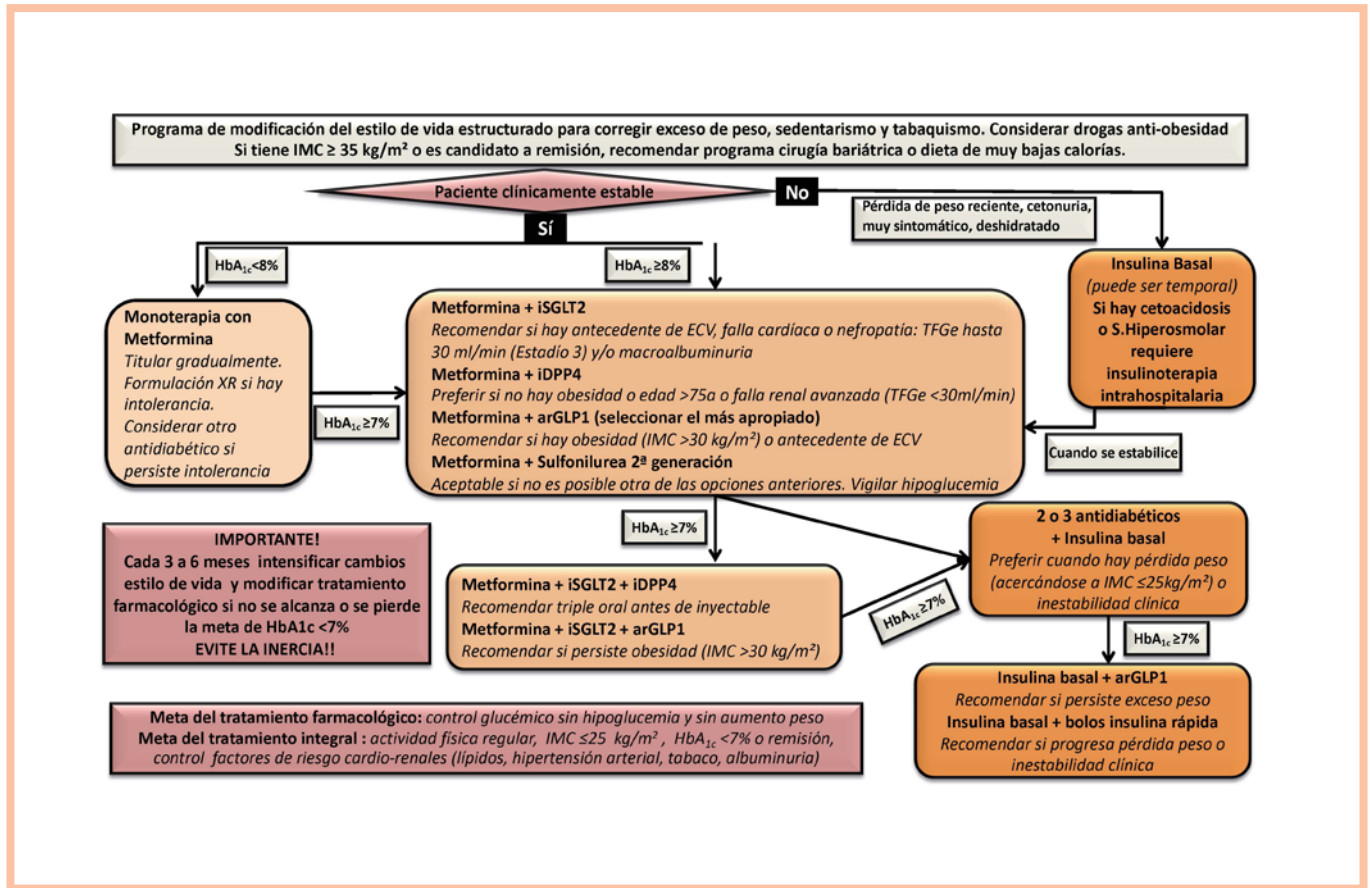 Programa de modificación del estilo de vida estructurado para corregir exceso de peso, sedentarismo y tabaquismo. Considerar drogas anti-obesidad
Si tiene IMC ≥ 35 kg/m² o es candidato a remisión, recomendar programa cirugía bariátrica o dieta de muy bajas calorías.
Paciente clínicamente estable
No
Sí
Pérdida de peso reciente, cetonuria,
muy sintomático, deshidratado
HbA1c<8%
HbA1c≥8%
Monoterapia con
Metformina
Titular gradualmente.
Formulación XR si hay
intolerancia.
Considerar otro
antidiabético si
persiste intolerancia
HbA1c≥7%
Metformina + iSGLT2
Recomendar si hay antecedente de ECV, falla cardíaca o nefropatía: TFGe hasta
30 ml/min (Estadío 3) y/o macroalbuminuria
Metformina + iDPP4
Preferir si no hay obesidad o edad >75a o falla renal avanzada (TFGe <30ml/min)
Metformina + arGLP1 (seleccionar el más apropiado)
Recomendar si hay obesidad (IMC >30 kg/m²) o antecedente de ECV
Metformina + Sulfonilurea 2ª generación
Aceptable si no es posible otra de las opciones anteriores. Vigilar hipoglucemia
Insulina Basal
(puede ser temporal)
Si hay cetoacidosis
o S.Hiperosmolar
requiere
insulinoterapia
intrahospitalaria
Cuando se estabilice
HbA1c≥7%
IMPORTANTE!
Cada 3 a 6 meses intensificar cambios
estilo de vida y modificar tratamiento
farmacológico si no se alcanza o se pierde
la meta de HbA1c <7%
EVITE LA INERCIA!!
Metformina + iSGLT2 + iDPP4
Recomendar triple oral antes de inyectable
Metformina + iSGLT2 + arGLP1
Recomendar si persiste obesidad (IMC >30 kg/m²)
HbA1c≥7%
2 o 3 antidiabéticos
+ Insulina basal
Preferir cuando hay pérdida peso
(acercándose a IMC ≤25kg/m²) o
inestabilidad clínica
HbA1c≥7%
Insulina basal + arGLP1
Recomendar si persiste exceso peso
Insulina basal + bolos insulina rápida
Recomendar si progresa pérdida peso o
inestabilidad clínica
Meta del tratamiento farmacológico: control glucémico sin hipoglucemia y sin aumento peso
Meta del tratamiento integral : actividad física regular, IMC ≤25 kg/m² , HbA1c <7% o remisión,
control factores de riesgo cardio-renales (lípidos, hipertensión arterial, tabaco, albuminuria)